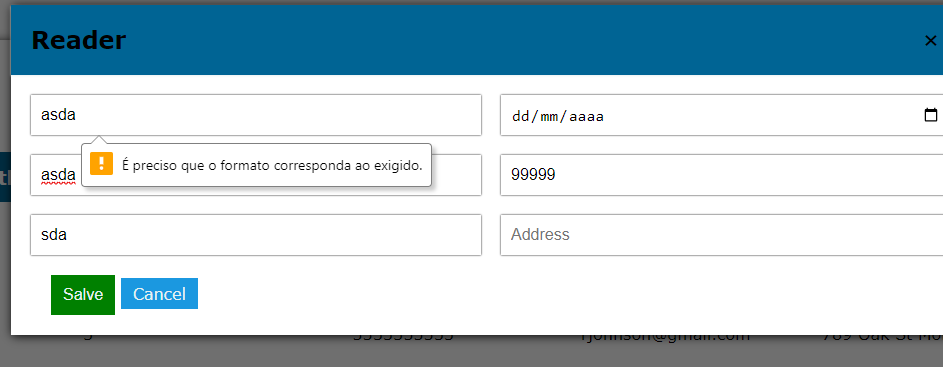 Reader ×
asda dd/mm/aaaa
É preciso que o formato corresponda ao exigido.
asda 99999
sda Address
Salve Cancel
5555555555 rjohnson@gmail.com 789 Oak St